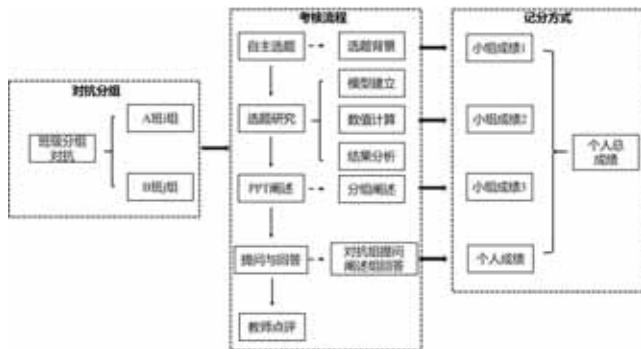 对抗分组
班级分组
对抗
A班i组
B班j组
考核流程
自主选题
选题背景
选题研究
模型建立
数值计算
结果分析
PPT阐述
分组阐述
提问与回答
对抗组提问
阐述组回答
教师点评
记分方式
小组成绩1
小组成绩2
小组成绩3
个人成绩
个人总
成绩